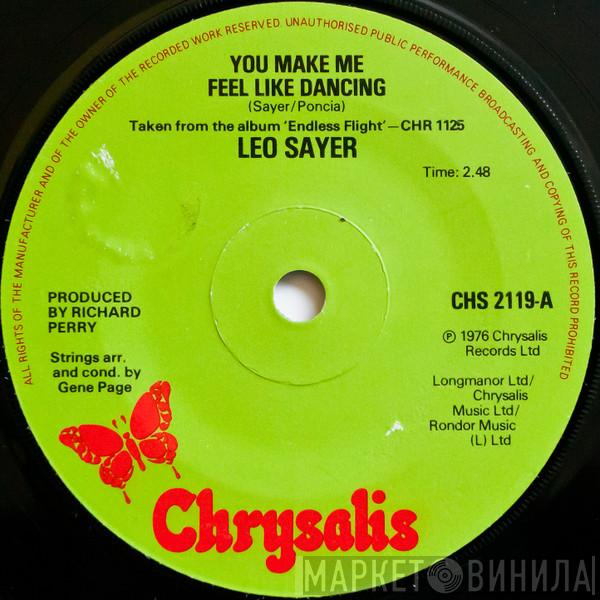 ALL RIGHTS OF THE MANUFACTURER AND OF THE OWNER OF THE RECORDED WORK RESERVED. UNAUTHORISED PUBLIC PERFORMANCE BROADCASTING AND COPYING OF THIS RECORD PROHIBITED
YOU MAKE ME
FEEL LIKE DANCING
(Sayer/Poncia)
Taken from the album 'Endless Flight'—CHR 1125
LEO SAYER
Time: 2.48
PRODUCED
BY RICHARD
PERRY
Strings arr.
and cond. by
Gene Page
CHS 2119-A
℗ 1976 Chrysalis
Records Ltd
Longmanor Ltd/
Chrysalis
Music Ltd/
Rondor Music
(L) Ltd
Chrysalis
МАРКЕТ ВИНИЛА